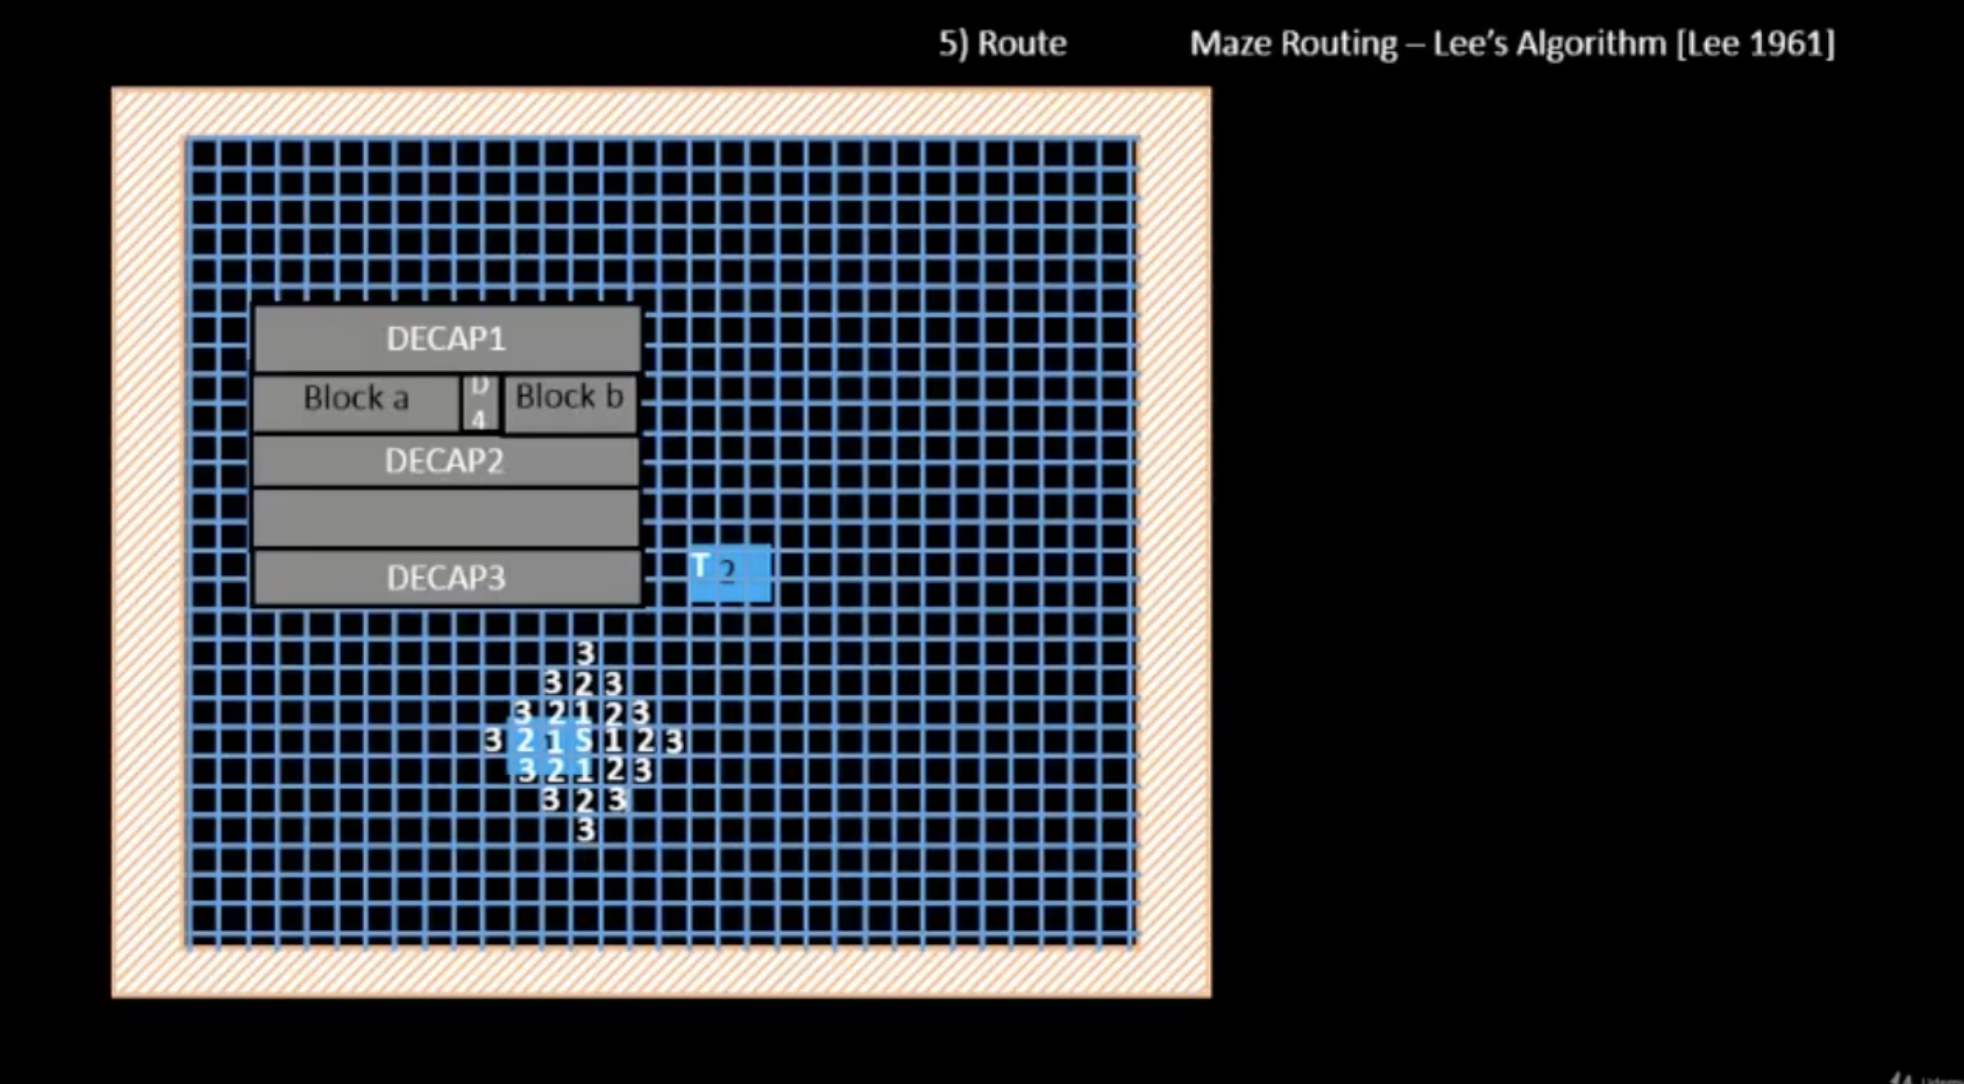 5) Route Maze Routing – Lee's Algorithm [Lee 1961]
DECAP1
Block a D 4 Block b
DECAP2
DECAP3
T 2
3
3 2 3
3 2 1 2 3
3 2 1 S 1 2 3
3 2 1 2 3
3 2 3
3